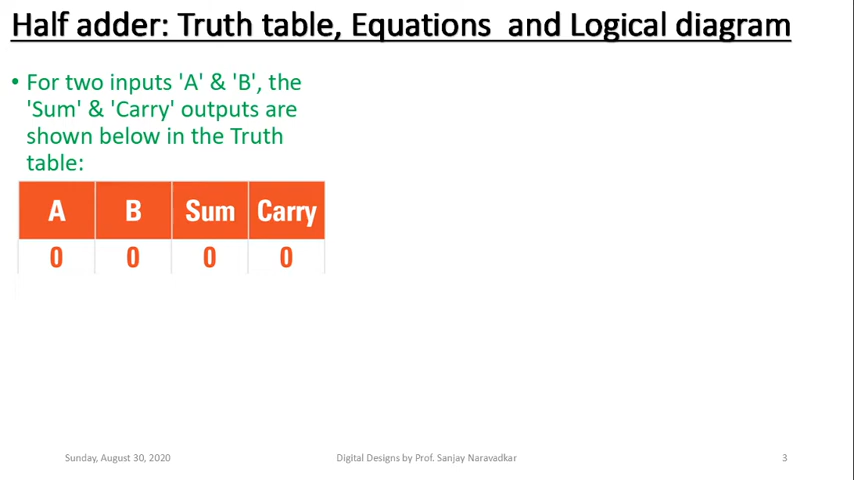 Half adder: Truth table, Equations and Logical diagram
• For two inputs 'A' & 'B', the
'Sum' & 'Carry' outputs are
shown below in the Truth
table:
A B Sum Carry
0 0 0 0
Sunday, August 30, 2020 Digital Designs by Prof. Sanjay Naravadkar 3